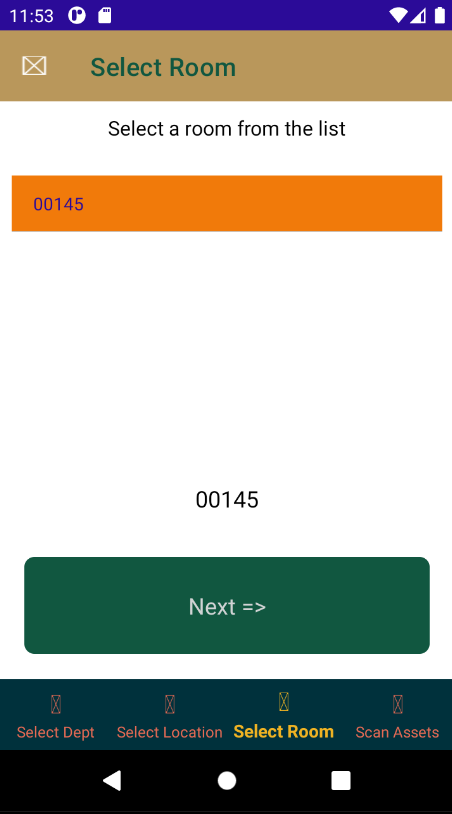 11:53
Select Room
Select a room from the list
00145
00145
Next =>
Select Dept Select Location Select Room Scan Assets